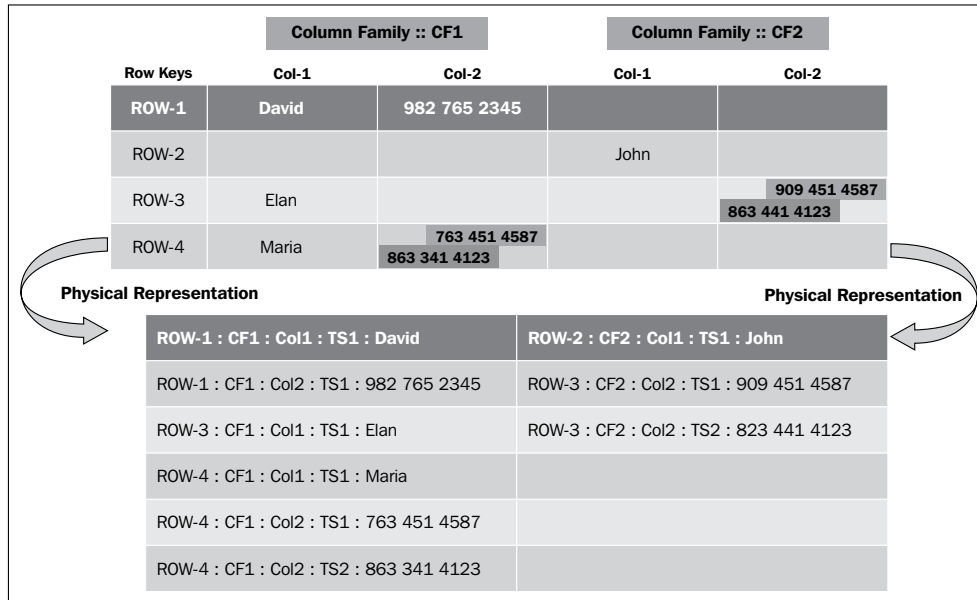 Column Family :: CF1 Column Family :: CF2
Row Keys Col-1 Col-2 Col-1 Col-2
ROW-1 David 982 765 2345
ROW-2 John
ROW-3 Elan 909 451 4587
863 441 4123
ROW-4 Maria 763 451 4587
863 341 4123
Physical Representation Physical Representation
ROW-1 : CF1 : Col1 : TS1 : David ROW-2 : CF2 : Col1 : TS1 : John
ROW-1 : CF1 : Col2 : TS1 : 982 765 2345 ROW-3 : CF2 : Col2 : TS1 : 909 451 4587
ROW-3 : CF1 : Col1 : TS1 : Elan ROW-3 : CF2 : Col2 : TS2 : 823 441 4123
ROW-4 : CF1 : Col1 : TS1 : Maria
ROW-4 : CF1 : Col2 : TS1 : 763 451 4587
ROW-4 : CF1 : Col2 : TS2 : 863 341 4123